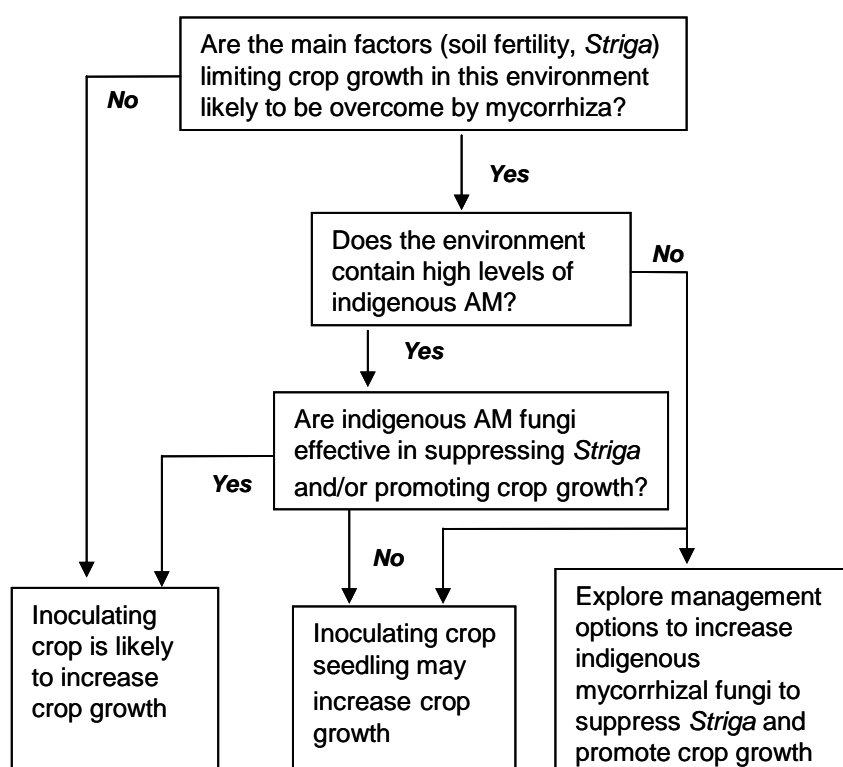 Are the main factors (soil fertility, Striga)
limiting crop growth in this environment
likely to be overcome by mycorrhiza?
No
Yes
Does the environment
contain high levels of
indigenous AM?
No
Yes
Are indigenous AM fungi
effective in suppressing Striga
and/or promoting crop growth?
Yes
No
Inoculating
crop is likely
to increase
crop growth
Inoculating crop
seedling may
increase crop
growth
Explore management
options to increase
indigenous
mycorrhizal fungi to
suppress Striga and
promote crop growth